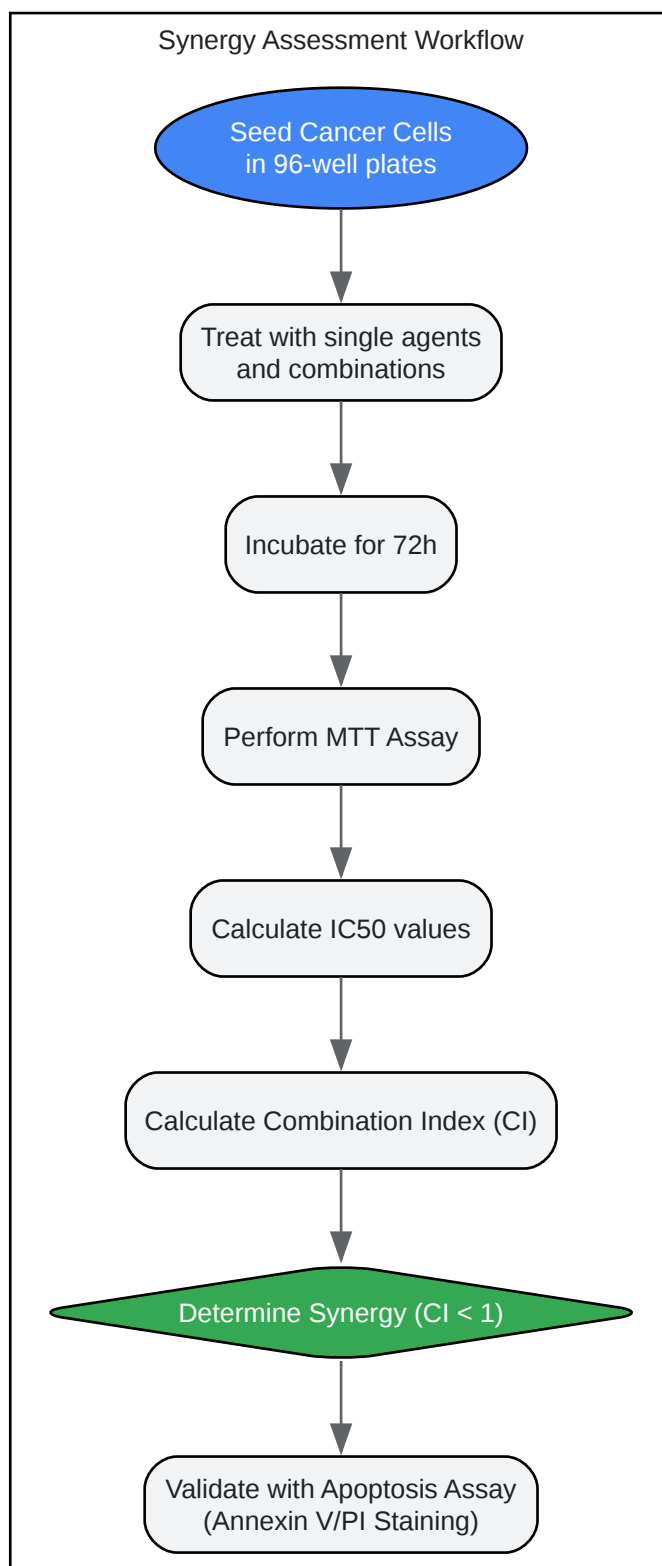 Synergy Assessment Workflow
Seed Cancer Cells
in 96-well plates
Treat with single agents
and combinations
Incubate for 72h
Perform MTT Assay
Calculate IC50 values
Calculate Combination Index (CI)
Determine Synergy (CI < 1)
Validate with Apoptosis Assay
(Annexin V/PI Staining)